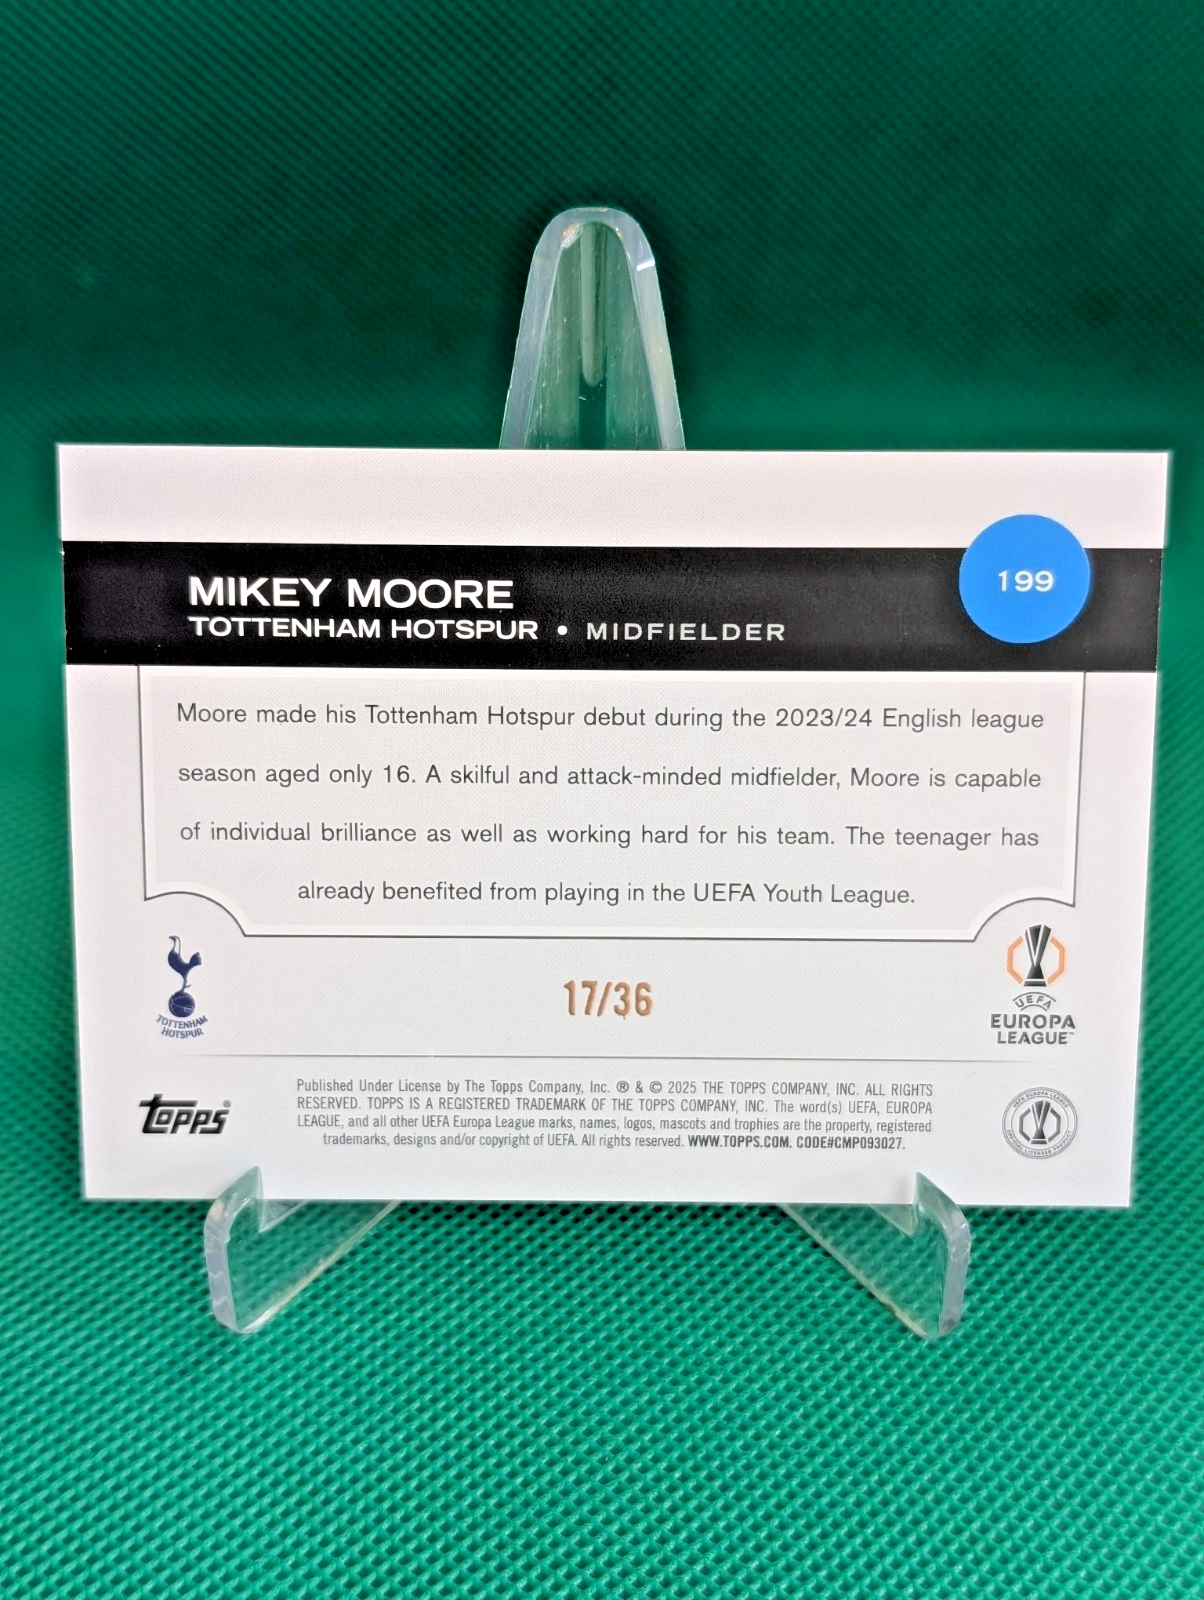 MIKEY MOORE
199
TOTTENHAM HOTSPUR • MIDFIELDER
Moore made his Tottenham Hotspur debut during the 2023/24 English league
season aged only 16. A skilful and attack-minded midfielder, Moore is capable
of individual brilliance as well as working hard for his team. The teenager has
already benefited from playing in the UEFA Youth League.
TOTTENHAM
HOTSPUR
17/36
UEFA
EUROPA
LEAGUE™
Topps®
Published Under License by The Topps Company, Inc. ® & © 2025 THE TOPPS COMPANY, INC. ALL RIGHTS
RESERVED. TOPPS IS A REGISTERED TRADEMARK OF THE TOPPS COMPANY, INC. The word(s) UEFA, EUROPA
LEAGUE, and all other UEFA Europa League marks, names, logos, mascots and trophies are the property, registered
trademarks, designs and/or copyright of UEFA. All rights reserved. WWW.TOPPS.COM. CODE#CMP093027.
UEFA EUROPA LEAGUE
OFFICIAL LICENSED PRODUCT